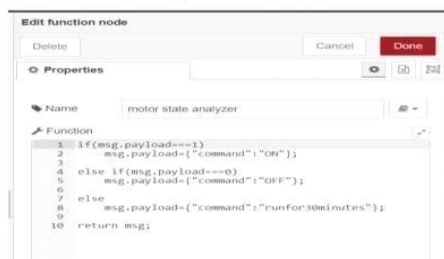 Edit function node
Delete Cancel Done
Properties
Name motor state analyzer
Function
1 if(msg.payload===1)
2 msg.payload={"command":"ON"};
3
4 else if(msg.payload===0)
5 msg.payload={"command":"OFF"};
6
7 else
8 msg.payload={"command":"runfor30minutes"};
9
10 return msg;